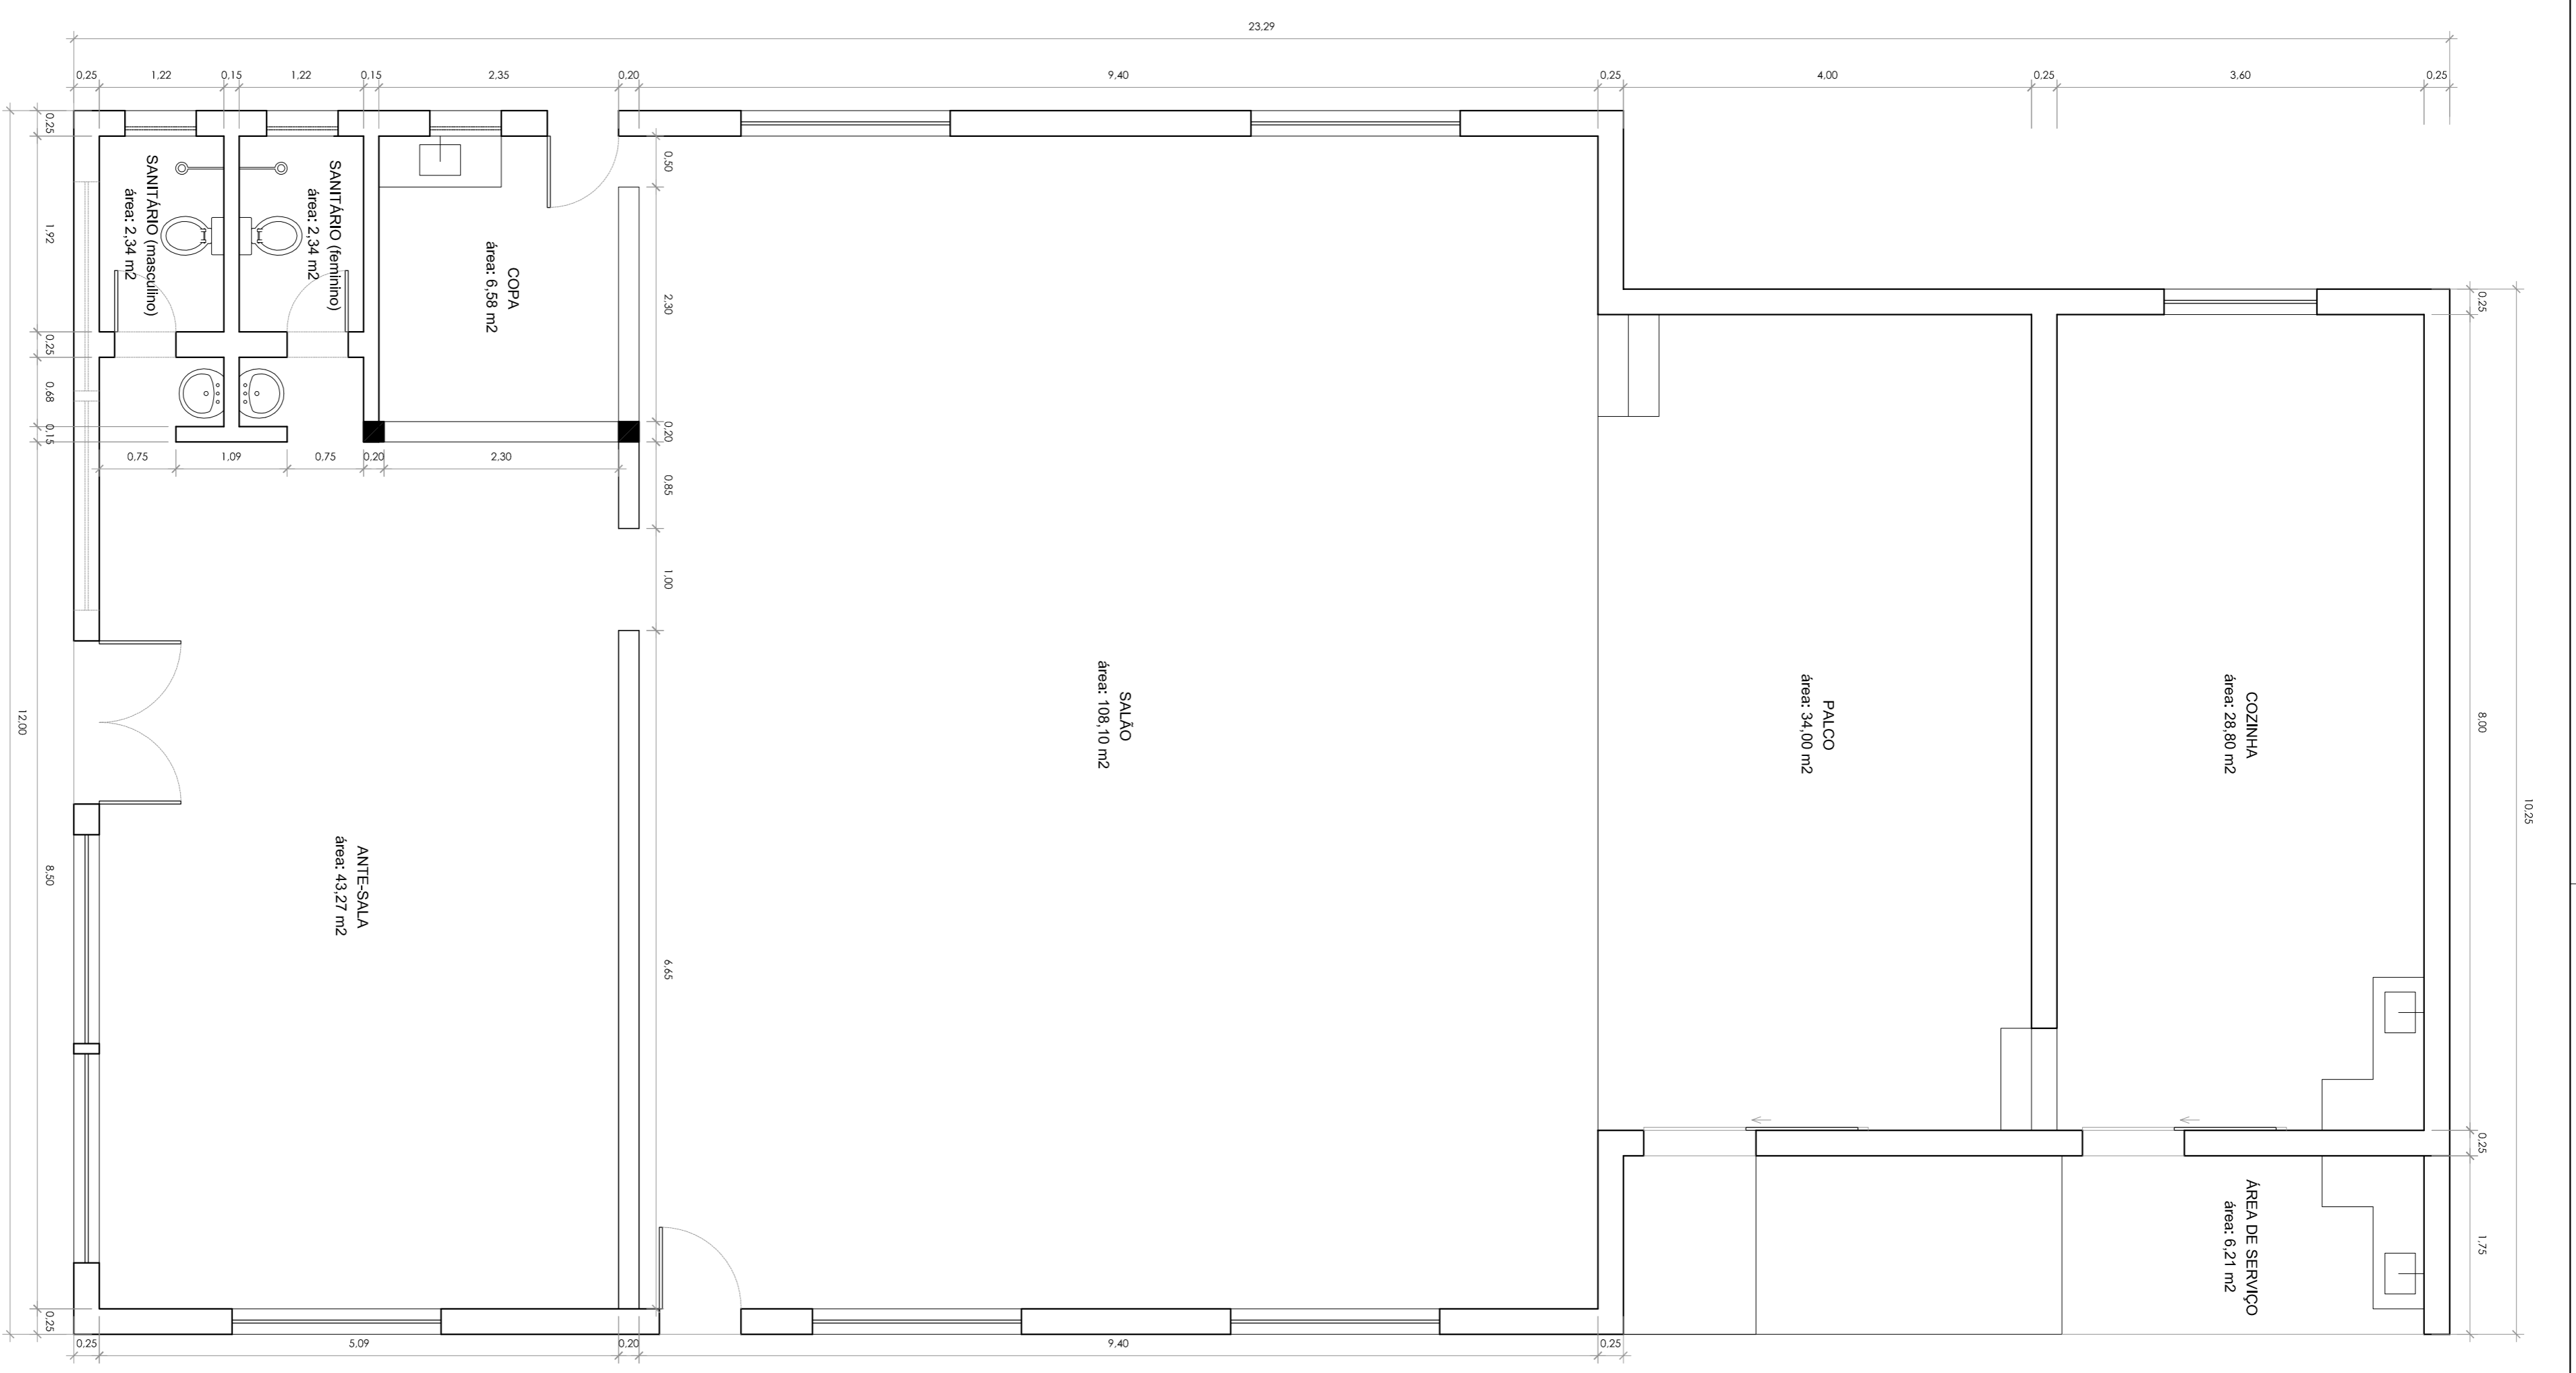 23,29
0,25 1,22 0,15 1,22 0,15 2,35 0,20 9,40 0,25 4,00 0,25 3,60 0,25
0,25
1,92
0,25
0,68
0,15
8,50
0,25
12,00
SANITÁRIO (masculino)
área: 2,34 m2
SANITÁRIO (feminino)
área: 2,34 m2
COPA
área: 6,58 m2
0,50
2,30
0,20
0,85
1,00
6,65
0,75 1,09 0,75 0,20 2,30
ANTE-SALA
área: 43,27 m2
SALÃO
área: 108,10 m2
PALCO
área: 34,00 m2
COZINHA
área: 28,80 m2
ÁREA DE SERVIÇO
área: 6,21 m2
0,25
8,00
0,25
1,75
10,25
0,25 5,09 0,20 9,40 0,25